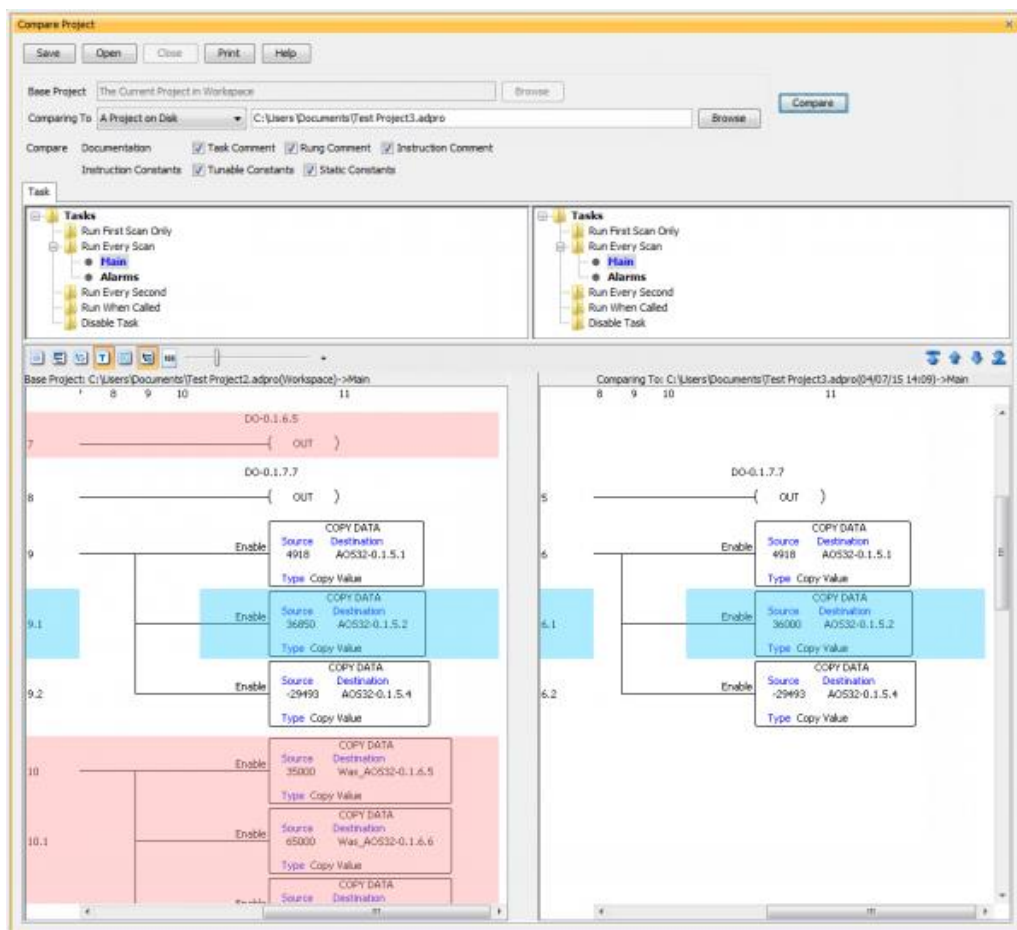 Compare Project
Save Open Close Print Help
Base Project The Current Project in Workspace Browse
Compare
Comparing To A Project on Disk C:\Users\Documents\Test Project3.adpro Browse
Compare Documentation Task Comment Rung Comment Instruction Comment
Instruction Constants Tunable Constants Static Constants
Task
Tasks
Run First Scan Only
Run Every Scan
Main
Alarms
Run Every Second
Run When Called
Disable Task
Tasks
Run First Scan Only
Run Every Scan
Main
Alarms
Run Every Second
Run When Called
Disable Task
T
Base Project: C:\Users\Documents\Test Project2.adpro(Workspace)->Main
8 9 10 11
DO-0.1.6.5
7 OUT
DO-0.1.7.7
8 OUT
COPY DATA
Enable Source Destination
9 4918 AOS32-0.1.5.1
Type Copy Value
COPY DATA
Enable Source Destination
9.1 36850 AOS32-0.1.5.2
Type Copy Value
COPY DATA
Enable Source Destination
9.2 -29493 AOS32-0.1.5.4
Type Copy Value
COPY DATA
Enable Source Destination
10 35000 Was_AOS32-0.1.6.5
Type Copy Value
COPY DATA
Enable Source Destination
10.1 65000 Was_AOS32-0.1.6.6
Type Copy Value
COPY DATA
Enable Source Destination
Comparing To: C:\Users\Documents\Test Project3.adpro(04/07/15 14:09)->Main
8 9 10 11
DO-0.1.7.7
5 OUT
COPY DATA
Enable Source Destination
6 4918 AOS32-0.1.5.1
Type Copy Value
COPY DATA
Enable Source Destination
6.1 36000 AOS32-0.1.5.2
Type Copy Value
COPY DATA
Enable Source Destination
6.2 -29493 AOS32-0.1.5.4
Type Copy Value